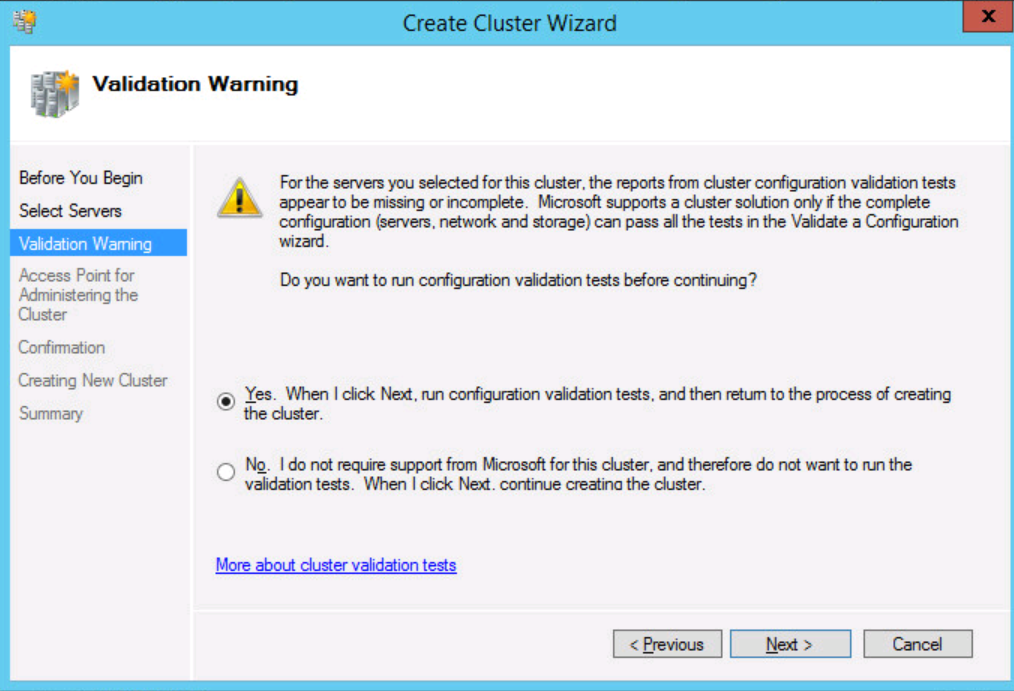 Create Cluster Wizard
x
Validation Warning
Before You Begin
Select Servers
Validation Warning
Access Point for
Administering the
Cluster
Confirmation
Creating New Cluster
Summary
For the servers you selected for this cluster, the reports from cluster configuration validation tests
appear to be missing or incomplete.  Microsoft supports a cluster solution only if the complete
configuration (servers, network and storage) can pass all the tests in the Validate a Configuration
wizard.
Do you want to run configuration validation tests before continuing?
Yes.  When I click Next, run configuration validation tests, and then return to the process of creating
the cluster.
No.  I do not require support from Microsoft for this cluster, and therefore do not want to run the
validation tests.  When I click Next, continue creating the cluster.
More about cluster validation tests
< Previous
Next >
Cancel